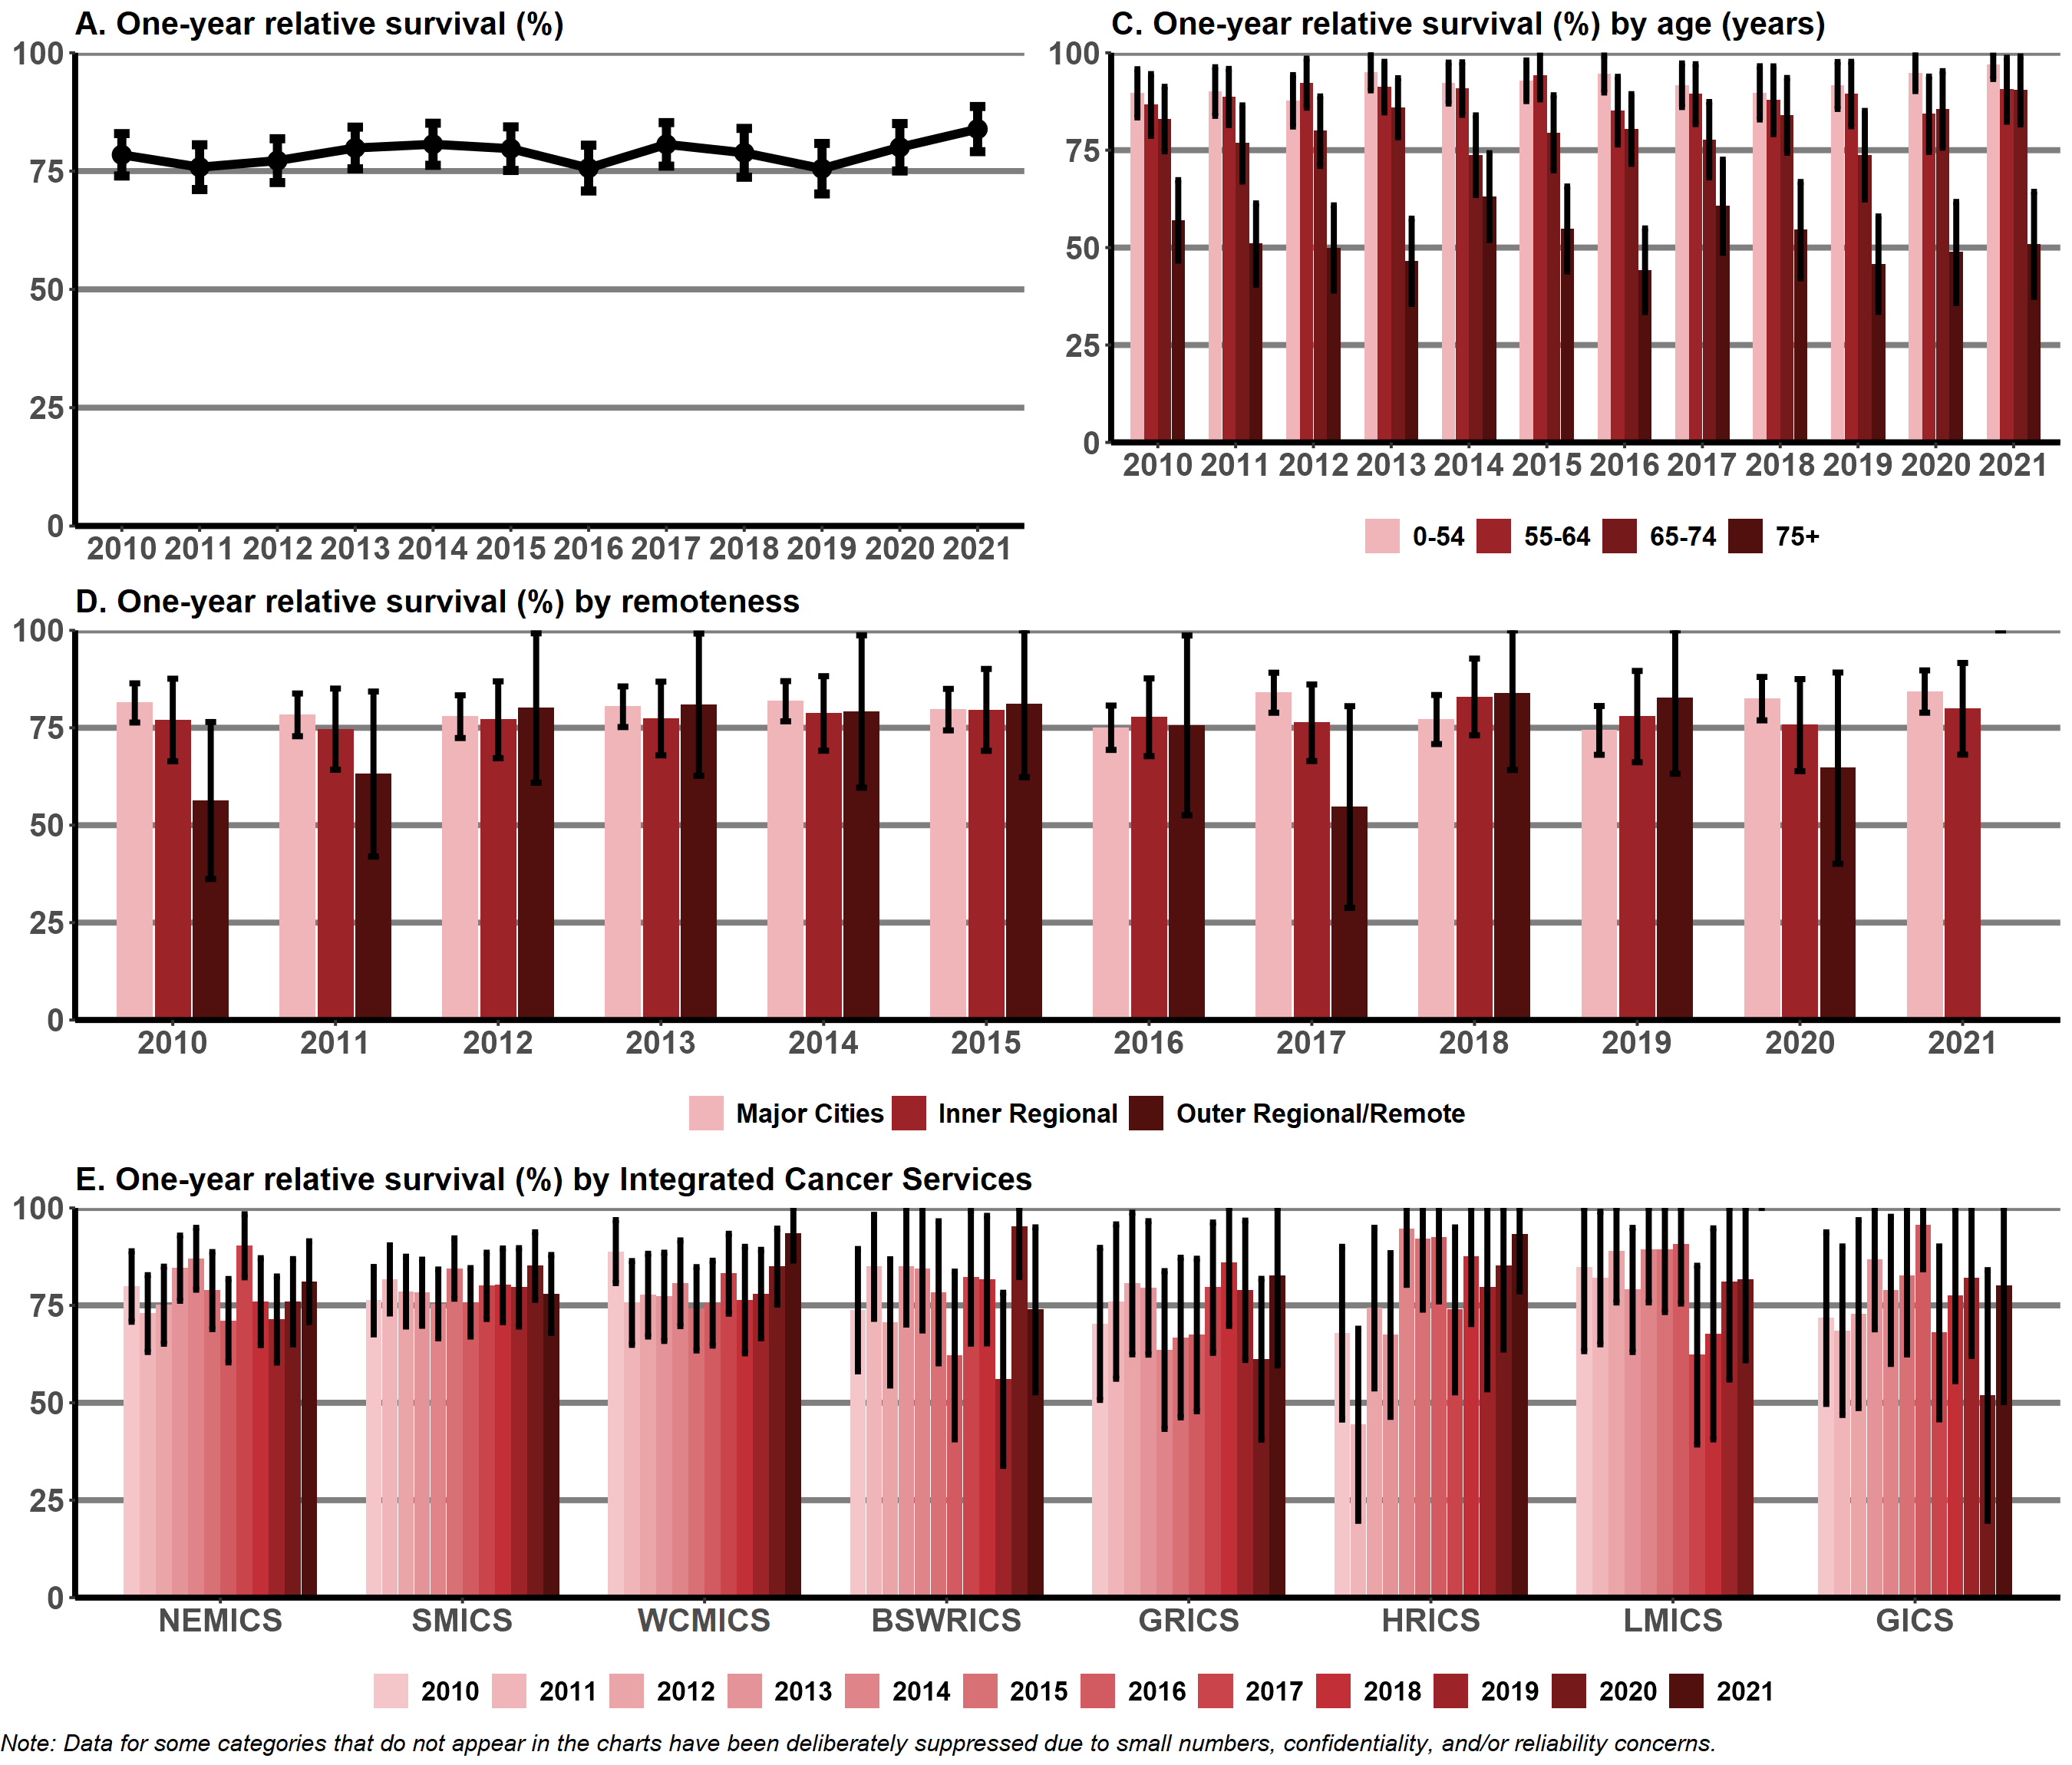 A. One-year relative survival (%)
100
75
50
25
0
2010 2011 2012 2013 2014 2015 2016 2017 2018 2019 2020 2021
C. One-year relative survival (%) by age (years)
100
75
50
25
0
2010 2011 2012 2013 2014 2015 2016 2017 2018 2019 2020 2021
0-54 55-64 65-74 75+
D. One-year relative survival (%) by remoteness
100
75
50
25
0
2010 2011 2012 2013 2014 2015 2016 2017 2018 2019 2020 2021
Major Cities Inner Regional Outer Regional/Remote
E. One-year relative survival (%) by Integrated Cancer Services
100
75
50
25
0
NEMICS SMICS WCMICS BSWRICS GRICS HRICS LMICS GICS
2010 2011 2012 2013 2014 2015 2016 2017 2018 2019 2020 2021
Note: Data for some categories that do not appear in the charts have been deliberately suppressed due to small numbers, confidentiality, and/or reliability concerns.